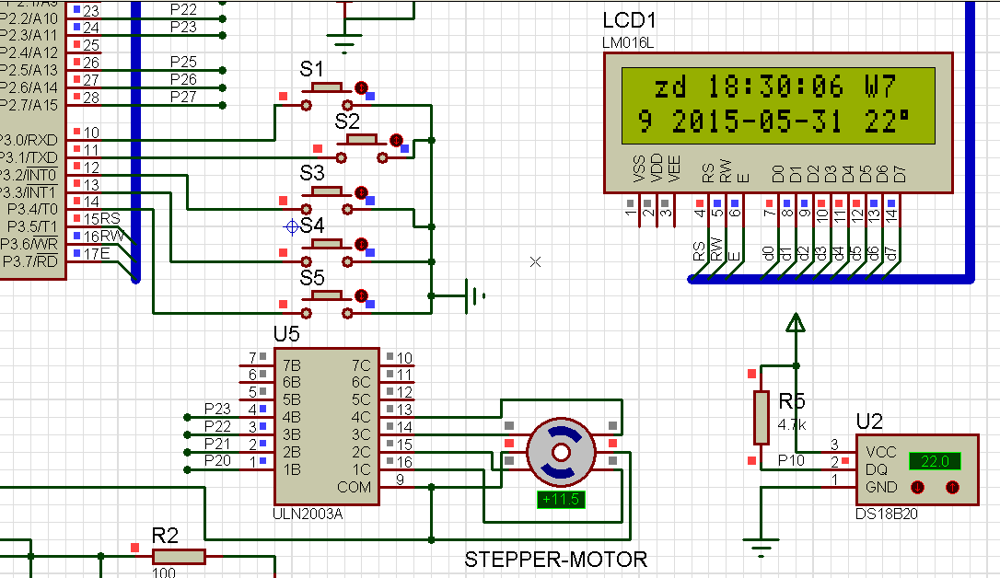 P2.1/A9
P2.2/A10
23
P22
P2.3/A11
24
P23
P2.4/A12
25
P2.5/A13
26
P25
P2.6/A14
27
P26
P2.7/A15
28
P27
P3.0/RXD
10
P3.1/TXD
11
P3.2/INT0
12
P3.3/INT1
13
P3.4/T0
14
P3.5/T1
15
RS
P3.6/WR
16
RW
P3.7/RD
17
E
S1
S2
S3
S4
S5
LCD1
LM016L
zd 18:30:06 W7
9 2015-05-31 22°
VSS VDD VEE RS RW E D0 D1 D2 D3 D4 D5 D6 D7
1 2 3 4 5 6 7 8 9 10 11 12 13 14
RS RW E d0 d1 d2 d3 d4 d5 d6 d7
U5
7 7B 7C 10
6 6B 6C 11
5 5B 5C 12
P23 4 4B 4C 13
P22 3 3B 3C 14
P21 2 2B 2C 15
P20 1 1B 1C 16
COM 9
ULN2003A
+11.5
STEPPER-MOTOR
R2
100
R5
4.7k
P10
U2
3 VCC
2 DQ
1 GND
22.0
DS18B20